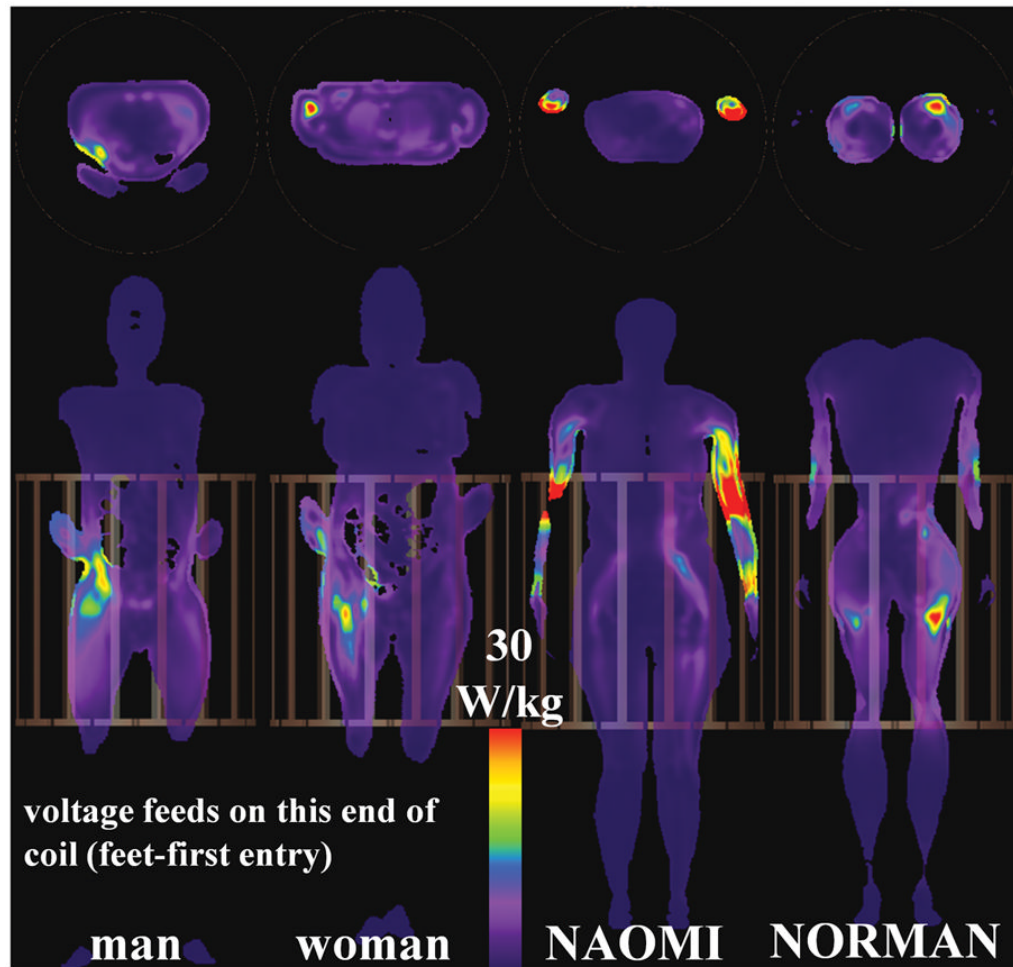 30
W/kg
voltage feeds on this end of
coil (feet-first entry)
man
woman
NAOMI
NORMAN